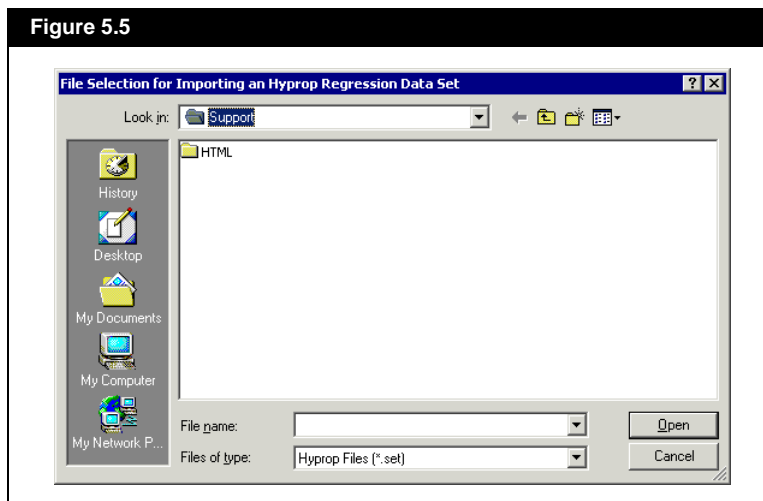 Figure 5.5
File Selection for Importing an Hyprop Regression Data Set
Look in:
Support
HTML
History
Desktop
My Documents
My Computer
My Network P...
File name:
Open
Files of type:
Hyprop Files (*.set)
Cancel